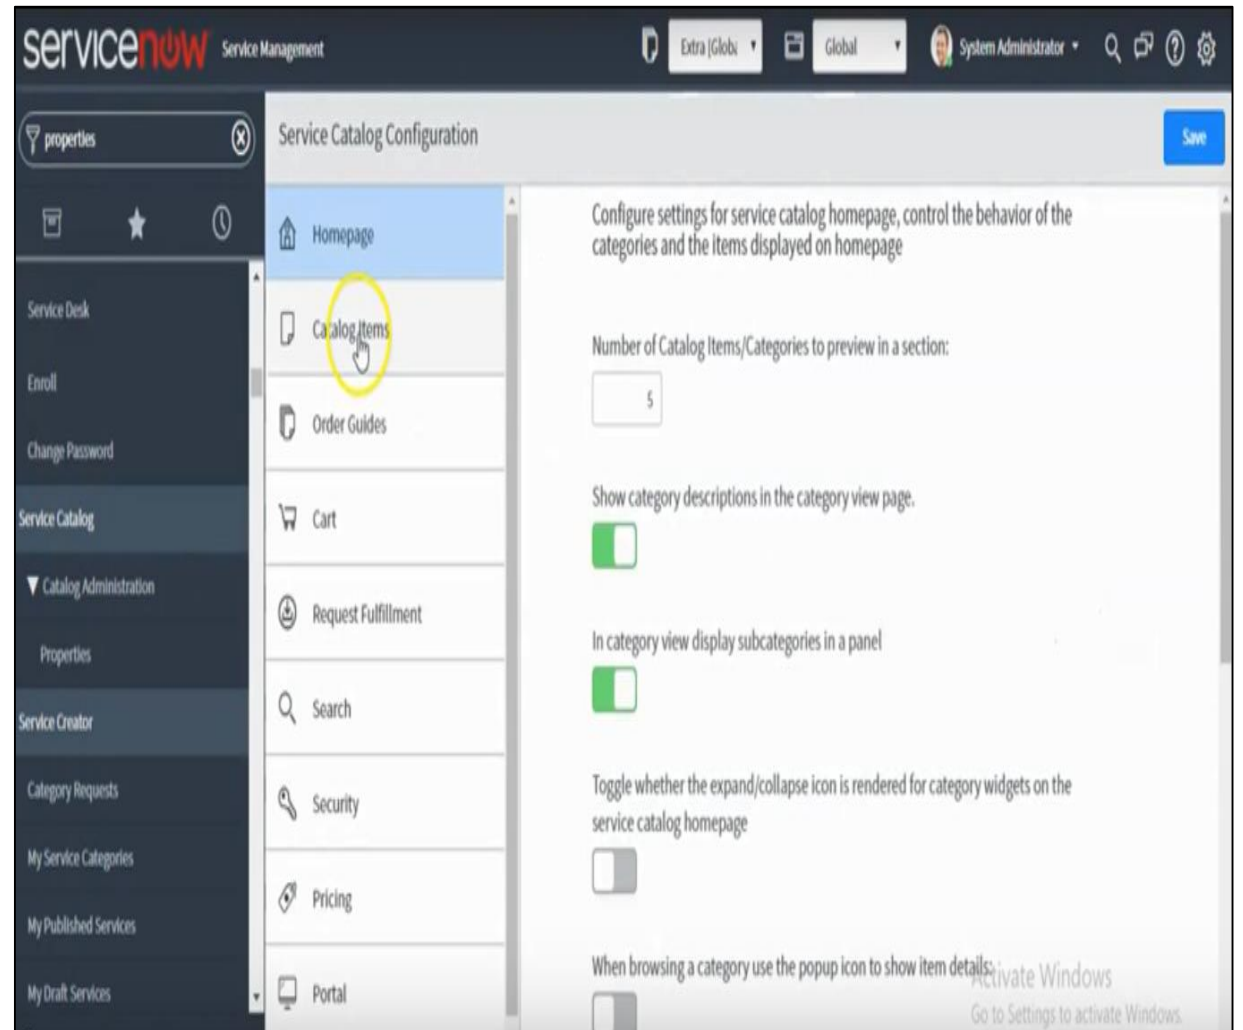 servicenow Service Management
Extra |Globa
Global
System Administrator
properties
Service Catalog Configuration
Save
Service Desk
Enroll
Change Password
Service Catalog
Catalog Administration
Properties
Service Creator
Category Requests
My Service Categories
My Published Services
My Draft Services
Homepage
Catalog Items
Order Guides
Cart
Request Fulfillment
Search
Security
Pricing
Portal
Configure settings for service catalog homepage, control the behavior of the
categories and the items displayed on homepage
Number of Catalog Items/Categories to preview in a section:
5
Show category descriptions in the category view page.
In category view display subcategories in a panel
Toggle whether the expand/collapse icon is rendered for category widgets on the
service catalog homepage
When browsing a category use the popup icon to show item details:
Activate Windows
Go to Settings to activate Windows.